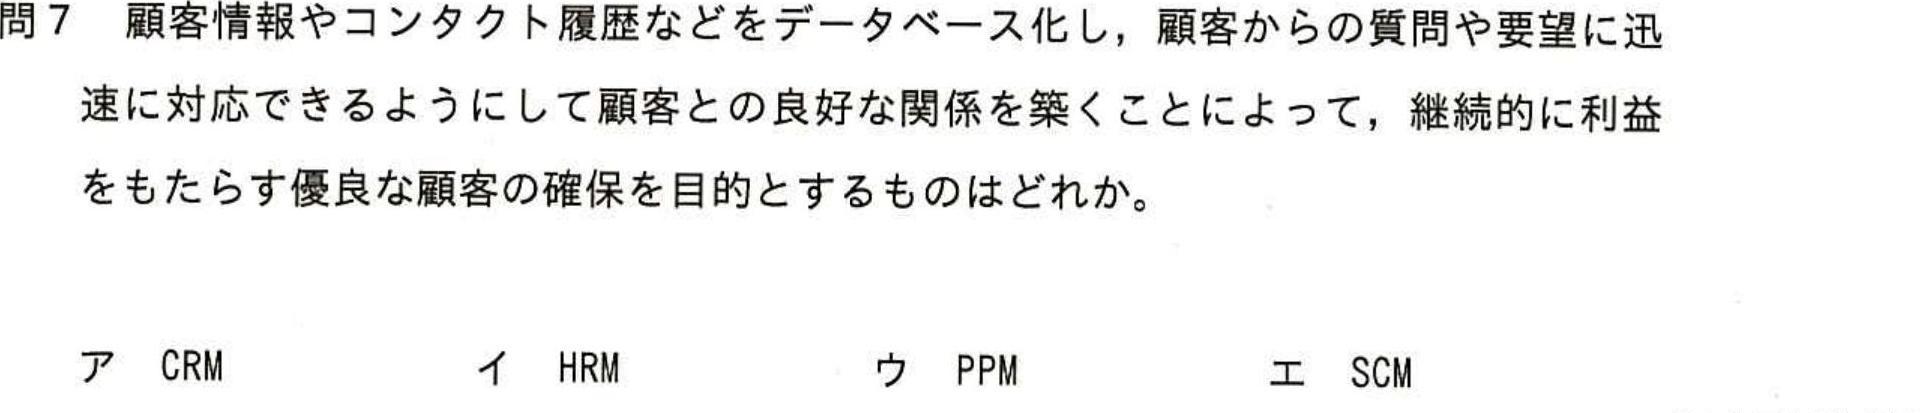 問7 顧客情報やコンタクト履歴などをデータベース化し，顧客からの質問や要望に迅
速に対応できるようにして顧客との良好な関係を築くことによって，継続的に利益
をもたらす優良な顧客の確保を目的とするものはどれか。
ア CRM イ HRM ウ PPM エ SCM